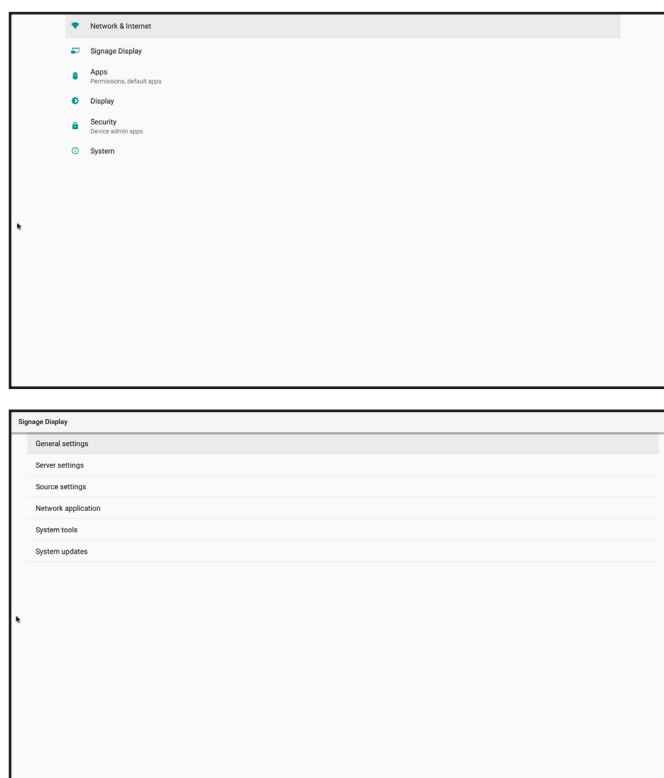 Network & Internet
Signage Display
Apps
Permissions, default apps
Display
Security
Device admin apps
System
Signage Display
General settings
Server settings
Source settings
Network application
System tools
System updates